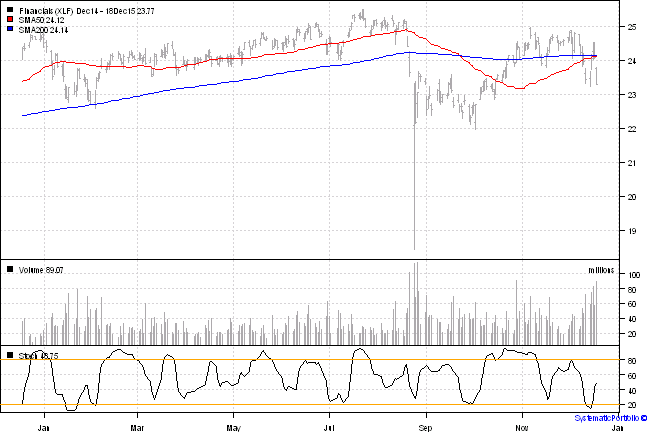 Financials (XLF) Dec14 - 18Dec15 23.77
SMA50 24.12
SMA200 24.14
25
24
23
22
21
20
19
Volume 89.07
millions
100
80
60
40
20
80
60
40
20
Jan Mar May Jul Sep Nov Jan
SystematicPortfolio ©